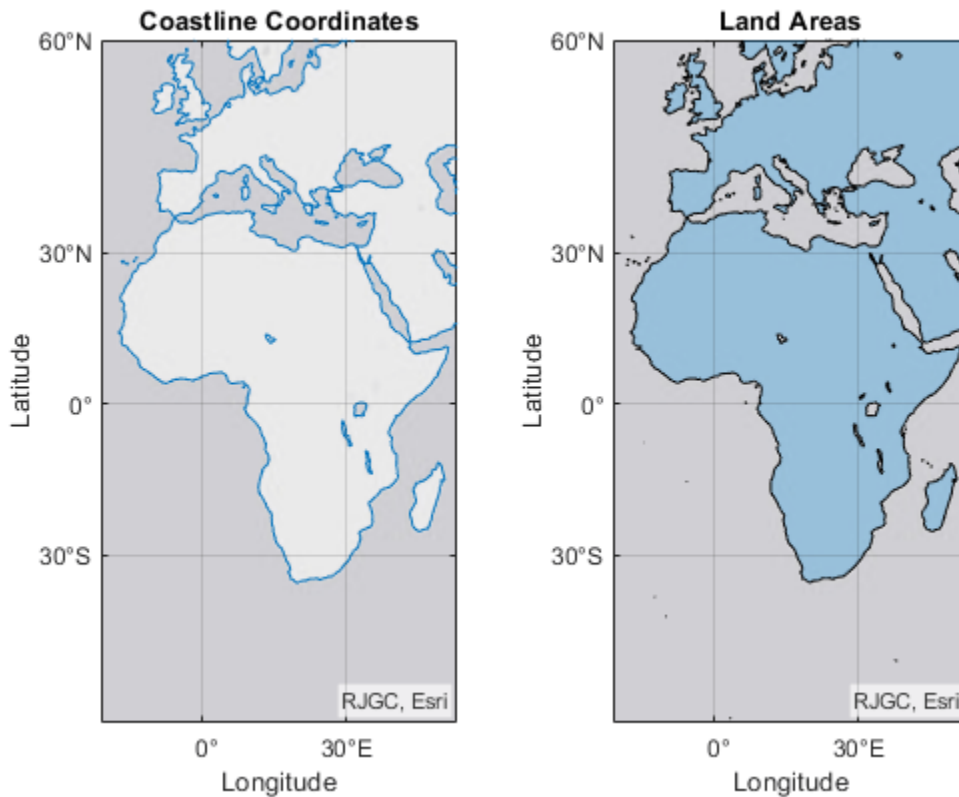 Coastline Coordinates
60°N
30°N
0°
30°S
Latitude
0°
30°E
Longitude
RJGC, Esri
Land Areas
60°N
30°N
0°
30°S
Latitude
0°
30°E
Longitude
RJGC, Esri